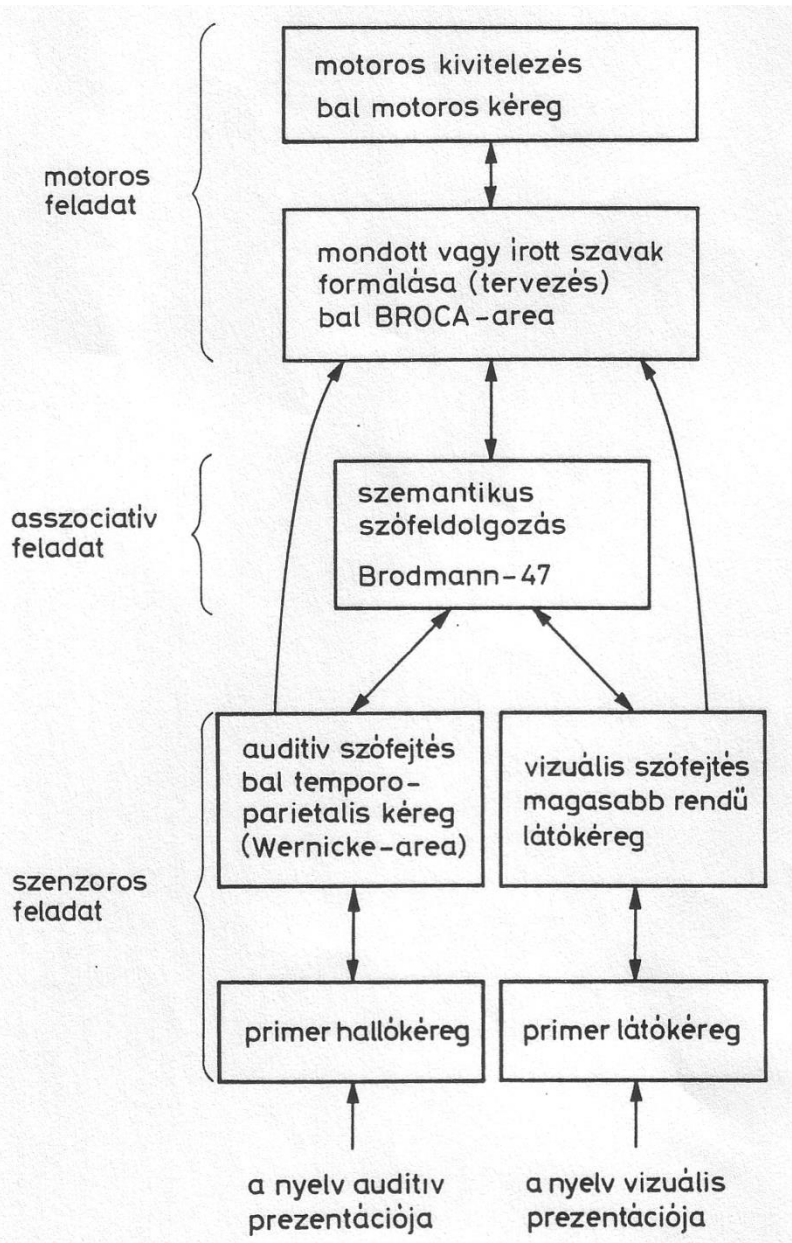 motoros kivitelezés
bal motoros kéreg
motoros
feladat
mondott vagy írott szavak
formálása (tervezés)
bal BROCA-area
asszociatív
feladat
szemantikus
szófeldolgozás
Brodmann-47
szenzoros
feladat
auditív szófejtés
bal temporo-
parietalis kéreg
(Wernicke-area)
vizuális szófejtés
magasabb rendű
látókéreg
primer hallókéreg
primer látókéreg
a nyelv auditív
prezentációja
a nyelv vizuális
prezentációja